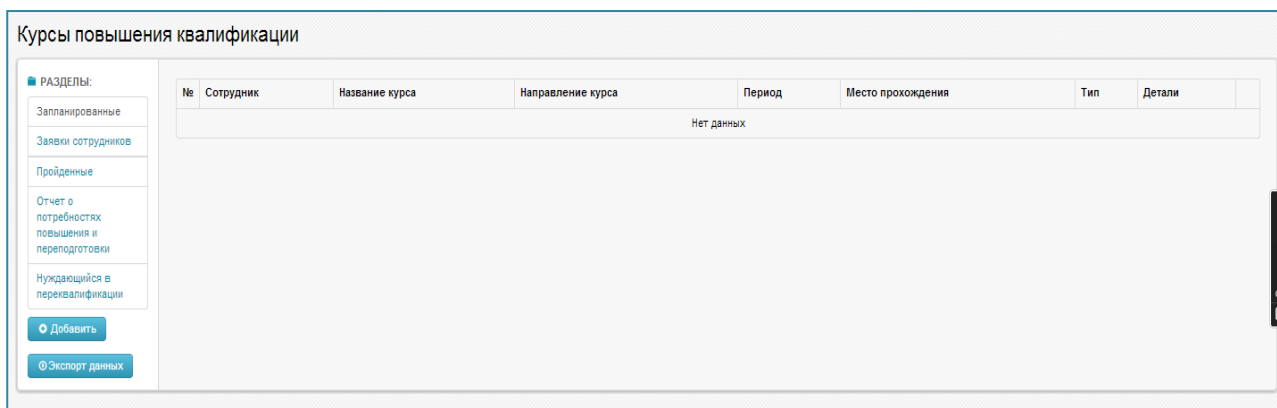 Курсы повышения квалификации
РАЗДЕЛЫ:
Запланированные
Заявки сотрудников
Пройденные
Отчет о
потребностях
повышения и
переподготовки
Нуждающийся в
переквалификации
Добавить
Экспорт данных
№ Сотрудник Название курса Направление курса Период Место прохождения Тип Детали
Нет данных